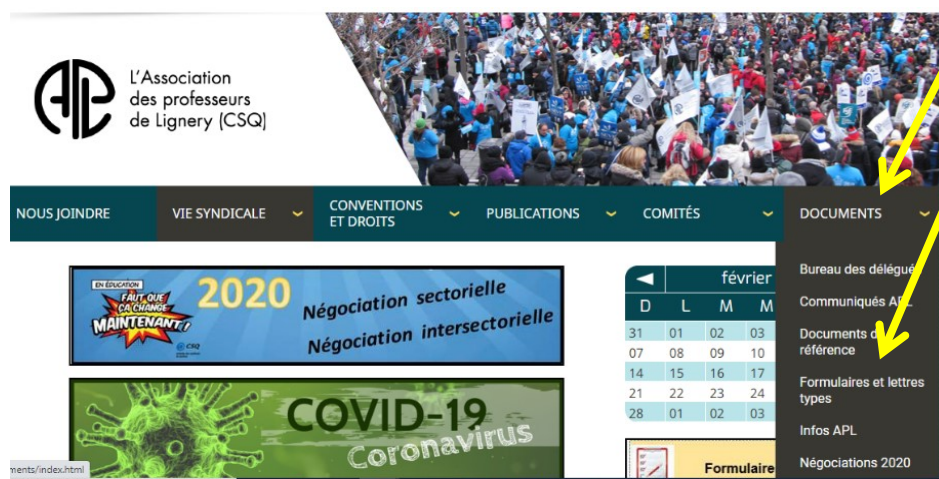 L'Association
des professeurs
de Lignery (CSQ)
NOUS JOINDRE
VIE SYNDICALE
CONVENTIONS
ET DROITS
PUBLICATIONS
COMITÉS
DOCUMENTS
Bureau des délégué
Communiqués
Documents
référence
Formulaires et lettres
types
Infos APL
Négociations 2020
EN ÉDUCATION
FAUT QUE
ÇA CHANGE
MAINTENANT!
CSQ
2020
Négociation sectorielle
Négociation intersectorielle
COVID-19
Coronavirus
février
D L M M
31 01 02 03
07 08 09 10
14 15 16 17
21 22 23 24
28 01 02 03
Formulaire
ments/index.html